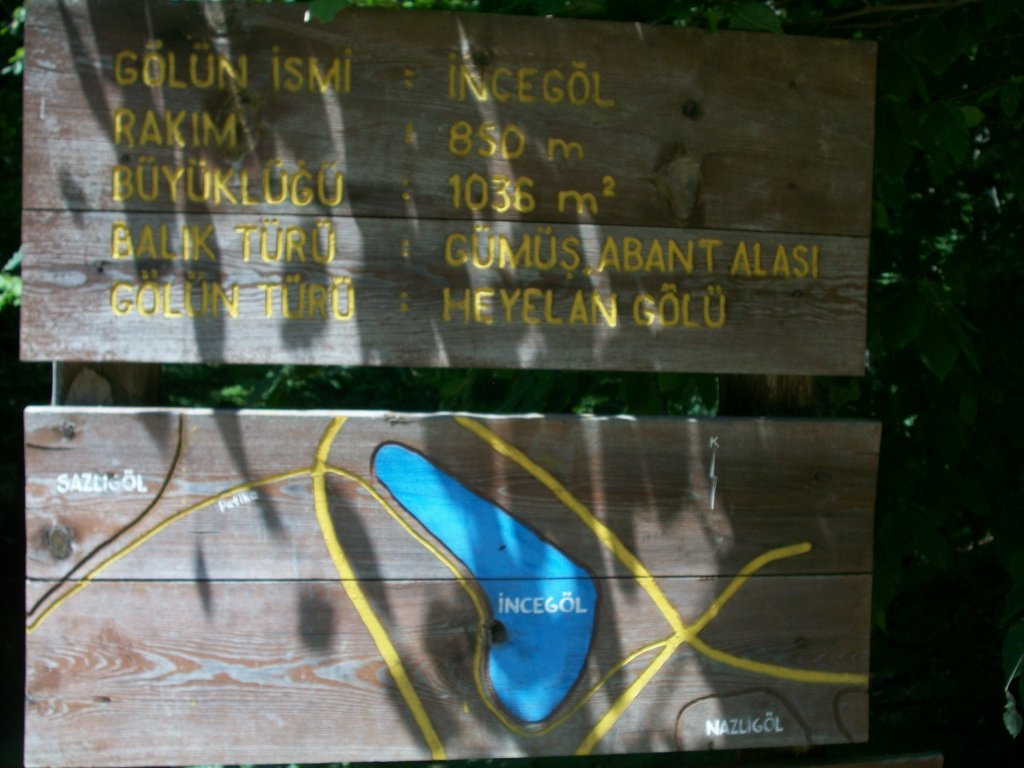 GÖLÜN İSMİ : İNCEGÖL
RAKIM : 850 m
BÜYÜKLÜĞÜ : 1036 m²
BALIK TÜRÜ : GÜMÜŞ, ABANT ALASI
GÖLÜN TÜRÜ : HEYELAN GÖLÜ
K
SAZLIGÖL
Patika
İNCEGÖL
NAZLIGÖL